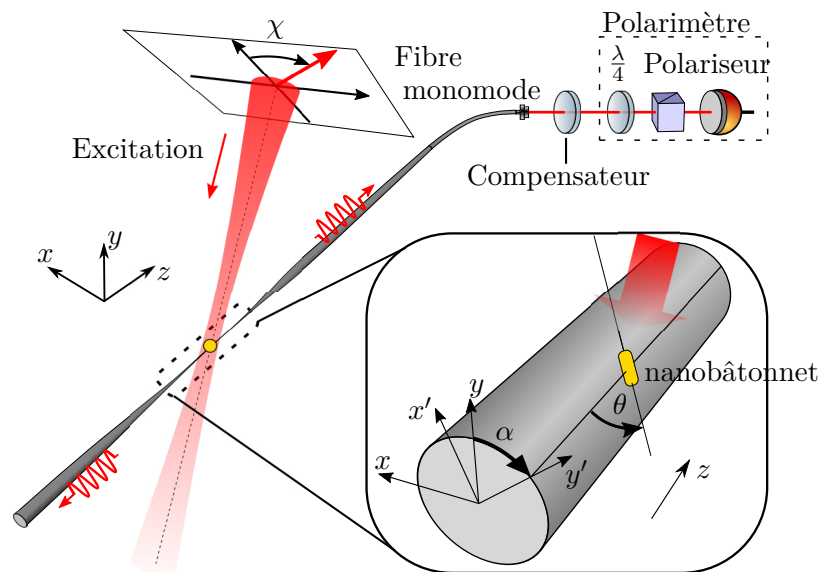 Polarimètre
χ
Fibre
monomode
λ
4
Polariseur
Excitation
Compensateur
x
y
z
nanobâtonnet
x′
y
α
θ
x
y′
z